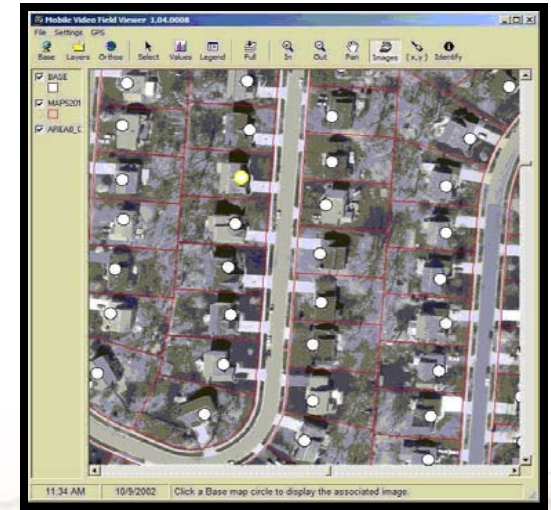 Mobile Video Field Viewer 1.04.0008
File Settings GPS
Base Layers Orthos Select Values Legend Full In Out Pan Images (x,y) Identify
BASE
MAPS201
AREA8_C
11:34 AM 10/9/2002 Click a Base map circle to display the associated image.